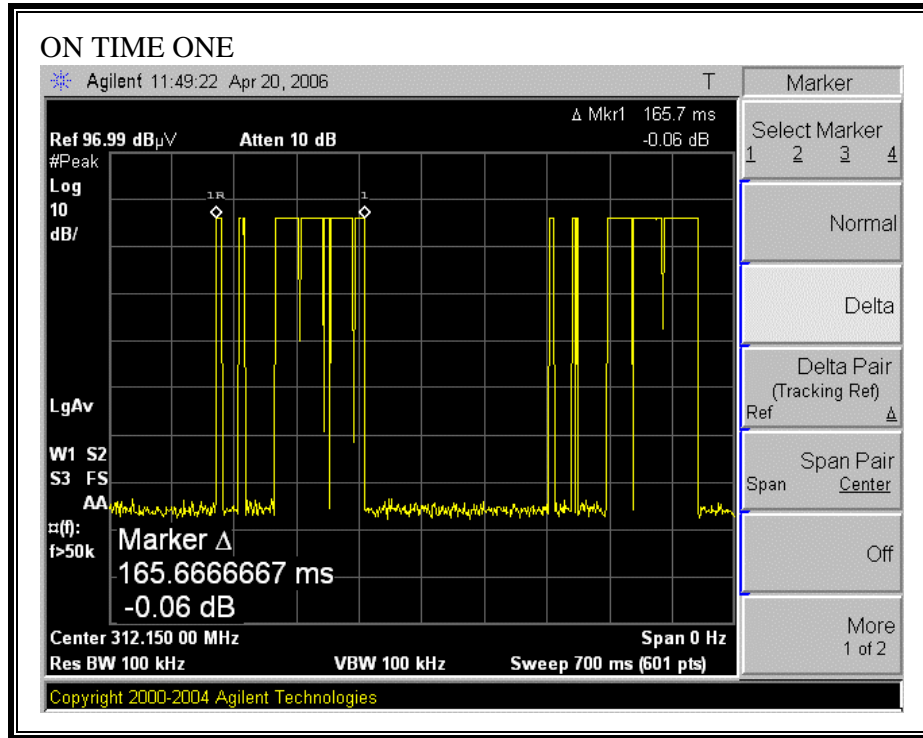 ON TIME ONE
Agilent 11:49:22 Apr 20, 2006 T
Δ Mkr1 165.7 ms
Ref 96.99 dBµV Atten 10 dB -0.06 dB
#Peak
Log
10
dB/
1R
1
LgAv
W1 S2
S3 FS
AA
¤(f):
f>50k
Marker Δ
165.6666667 ms
-0.06 dB
Center 312.150 00 MHz Span 0 Hz
Res BW 100 kHz VBW 100 kHz Sweep 700 ms (601 pts)
Copyright 2000-2004 Agilent Technologies
Marker
Select Marker
1 2 3 4
Normal
Delta
Delta Pair
(Tracking Ref)
Ref Δ
Span Pair
Span Center
Off
More
1 of 2